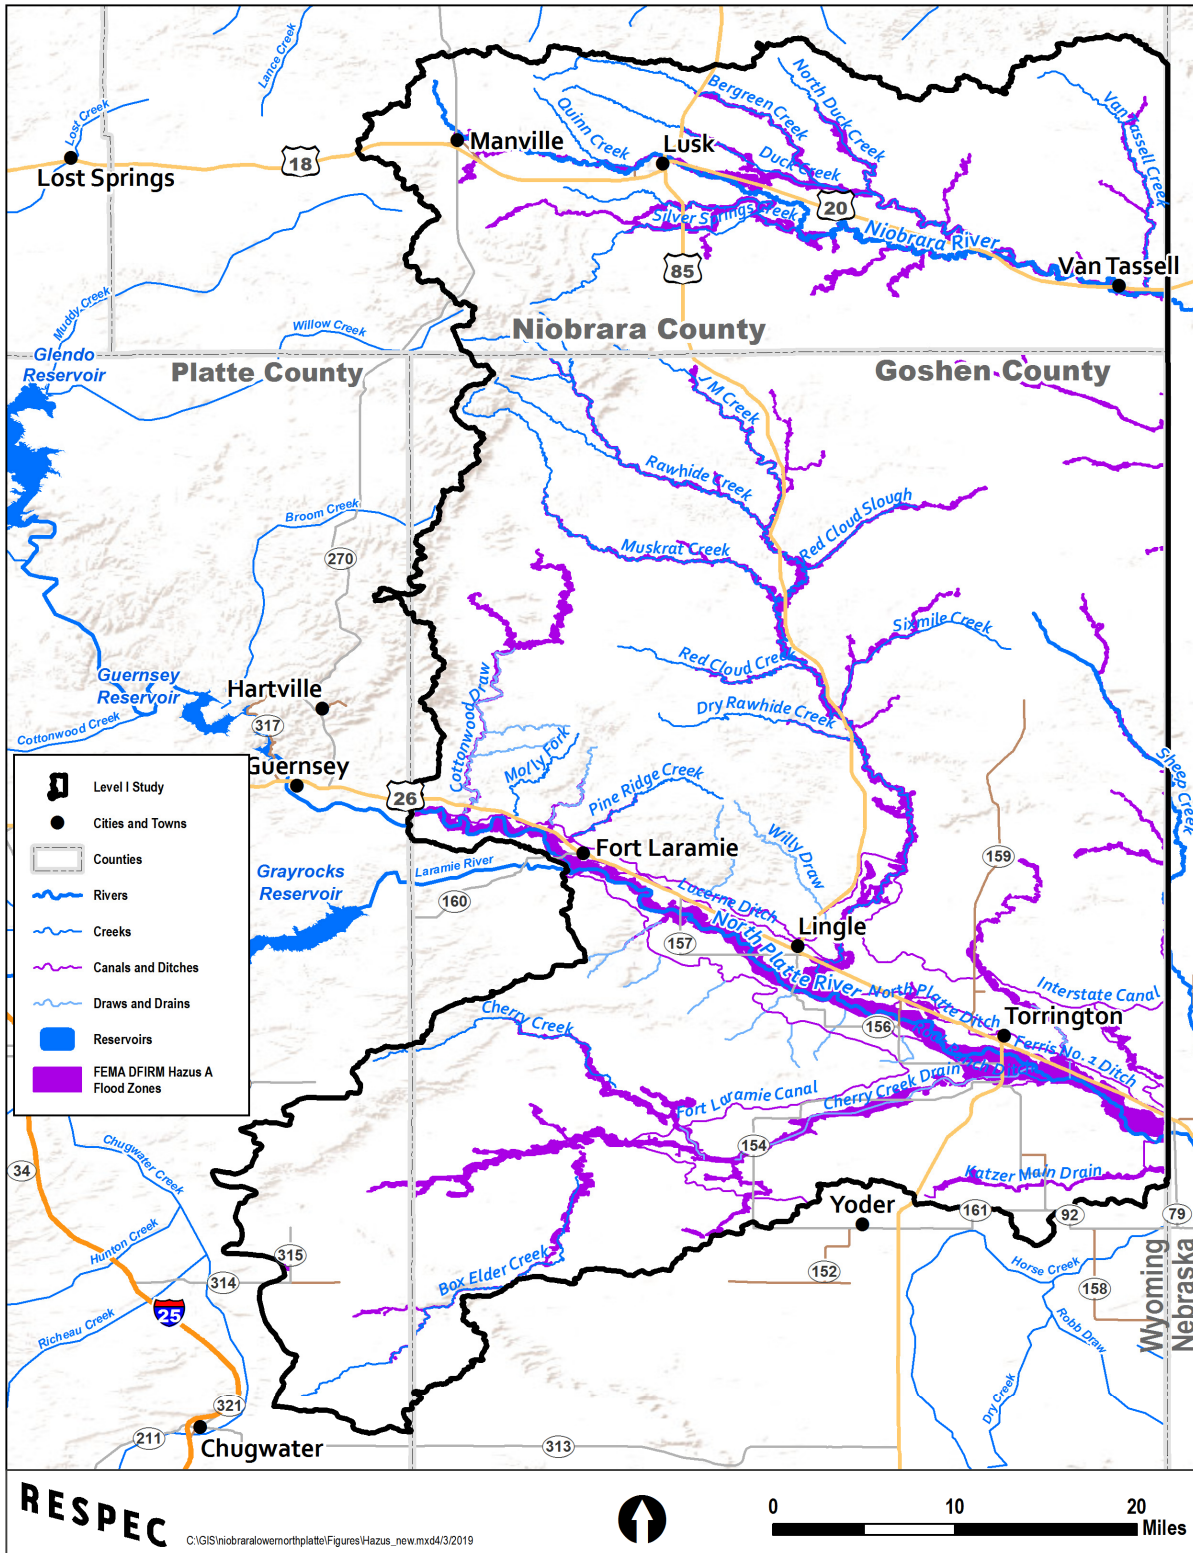 Lance Creek
Lost Creek
Lost Springs
18
Manville
Quinn Creek
Lusk
Bergreen Creek
North Duck Creek
Duck Creek
Van Tassell Creek
20
Silver Springs Creek
Niobrara River
Van Tassell
85
Muddy Creek
Willow Creek
Niobrara County
Glendo
Reservoir
Platte County
Goshen County
J M Creek
Rawhide Creek
Red Cloud Slough
Broom Creek
270
Muskrat Creek
Sixmile Creek
Red Cloud Creek
Guernsey
Reservoir
Hartville
Cottonwood Draw
Dry Rawhide Creek
317
Cottonwood Creek
Molly Fork
Sheep Creek
Guernsey
26
Pine Ridge Creek
Willy Draw
Fort Laramie
159
Laramie River
Grayrocks
Reservoir
160
Lucerne Ditch
157
North Platte River
Lingle
North Platte Ditch
Interstate Canal
156
Torrington
Ferris No. 1 Ditch
Cherry Creek
Fort Laramie Canal
Cherry Creek Drain
154
Katzer Main Drain
Yoder
161
92
79
Level I Study
Cities and Towns
Counties
Rivers
Creeks
Canals and Ditches
Draws and Drains
Reservoirs
FEMA DFIRM Hazus A
Flood Zones
Chugwater Creek
34
Hunton Creek
315
314
Box Elder Creek
152
Horse Creek
158
Wyoming
Nebraska
25
Richeau Creek
Robb Draw
Dry Creek
321
211
Chugwater
313
RESPEC
C:\GIS\niobraralowernorthplatte\Figures\Hazus_new.mxd4/3/2019
0 10 20
Miles